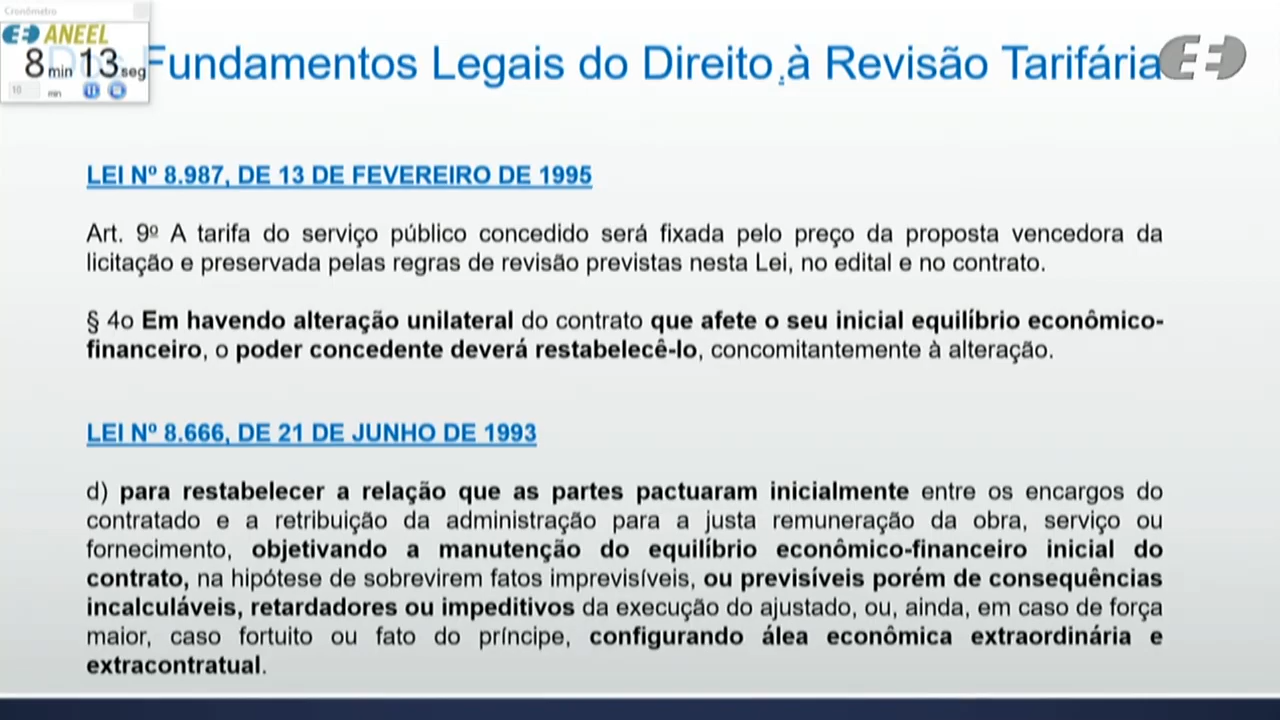 Cronômetro
ANEEL
8 min 13 seg
10 min
Fundamentos Legais do Direito à Revisão Tarifária
LEI Nº 8.987, DE 13 DE FEVEREIRO DE 1995
Art. 9º A tarifa do serviço público concedido será fixada pelo preço da proposta vencedora da
licitação e preservada pelas regras de revisão previstas nesta Lei, no edital e no contrato.
§ 4o Em havendo alteração unilateral do contrato que afete o seu inicial equilíbrio econômico-
financeiro, o poder concedente deverá restabelecê-lo, concomitantemente à alteração.
LEI Nº 8.666, DE 21 DE JUNHO DE 1993
d) para restabelecer a relação que as partes pactuaram inicialmente entre os encargos do
contratado e a retribuição da administração para a justa remuneração da obra, serviço ou
fornecimento, objetivando a manutenção do equilíbrio econômico-financeiro inicial do
contrato, na hipótese de sobrevirem fatos imprevisíveis, ou previsíveis porém de consequências
incalculáveis, retardadores ou impeditivos da execução do ajustado, ou, ainda, em caso de força
maior, caso fortuito ou fato do príncipe, configurando álea econômica extraordinária e
extracontratual.